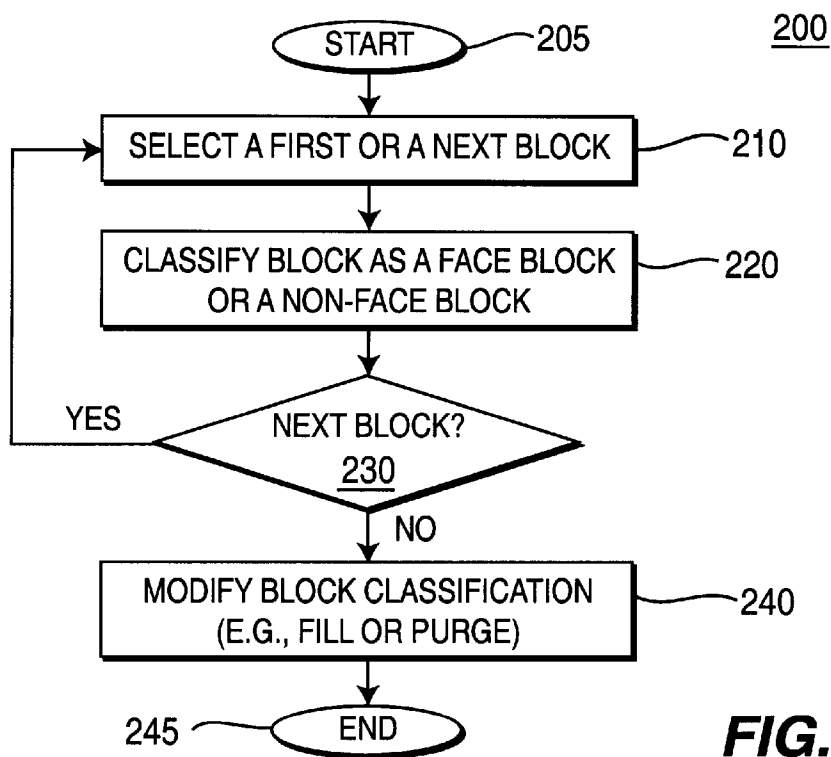 200
START
205
SELECT A FIRST OR A NEXT BLOCK
210
CLASSIFY BLOCK AS A FACE BLOCK
OR A NON-FACE BLOCK
220
YES
NEXT BLOCK?
230
NO
MODIFY BLOCK CLASSIFICATION
(E.G., FILL OR PURGE)
240
245
END
FIG.